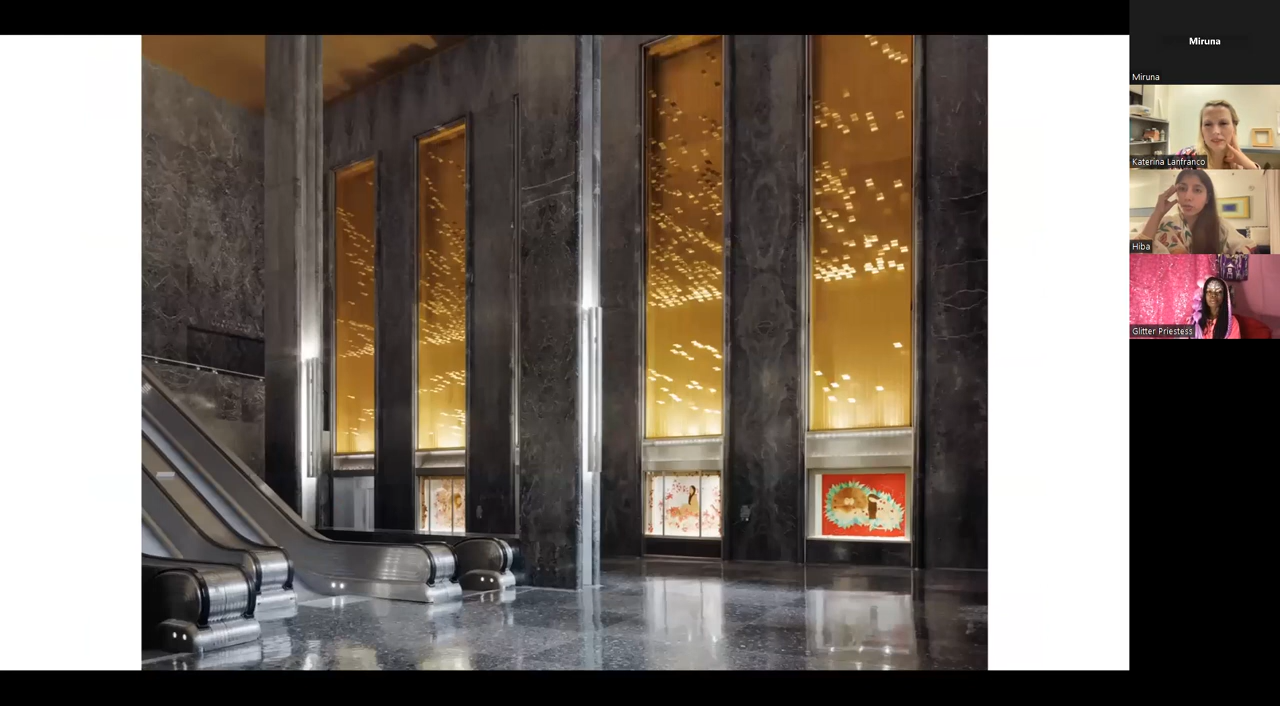 Miruna
Miruna
Katerina Lanfranco
Hiba
Glitter Priestess